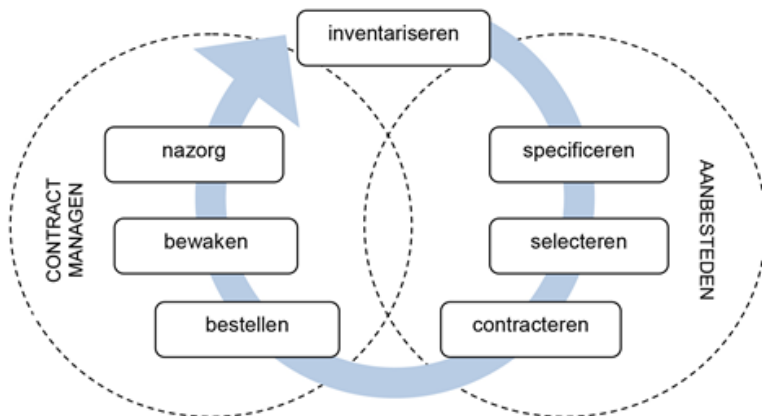 inventariseren
nazorg
specificeren
CONTRACT
MANAGEN
AANBESTEDEN
bewaken
selecteren
bestellen
contracteren